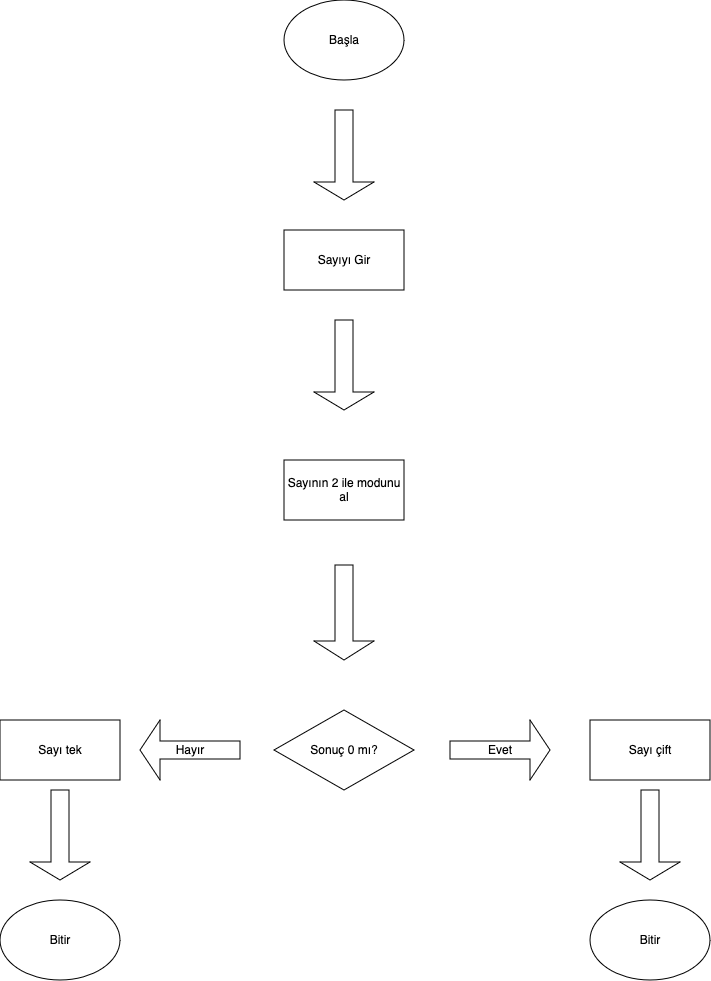 Başla
Sayıyı Gir
Sayının 2 ile modunu
al
Sayı tek
Hayır
Sonuç 0 mı?
Evet
Sayı çift
Bitir
Bitir